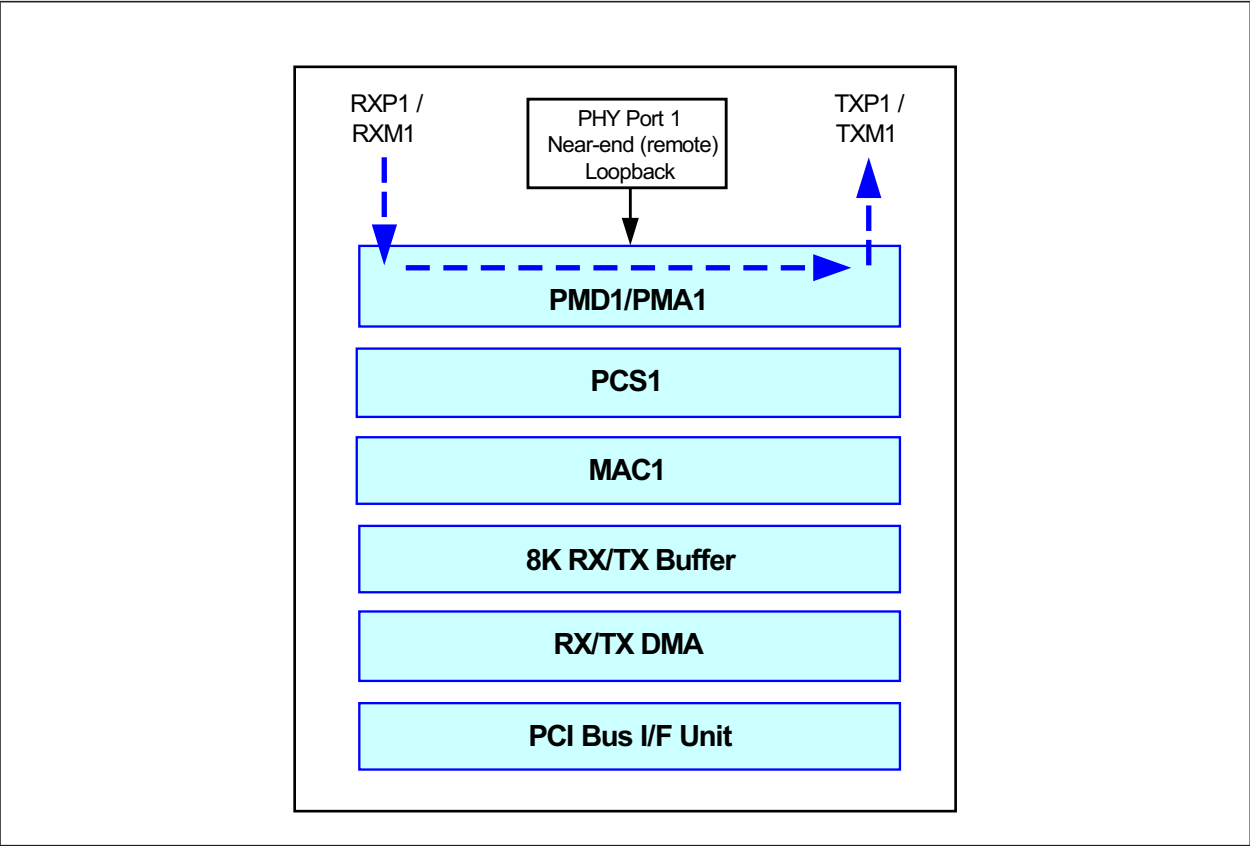 RXP1 /
RXM1
PHY Port 1
Near-end (remote)
Loopback
TXP1 /
TXM1
PMD1/PMA1
PCS1
MAC1
8K RX/TX Buffer
RX/TX DMA
PCI Bus I/F Unit